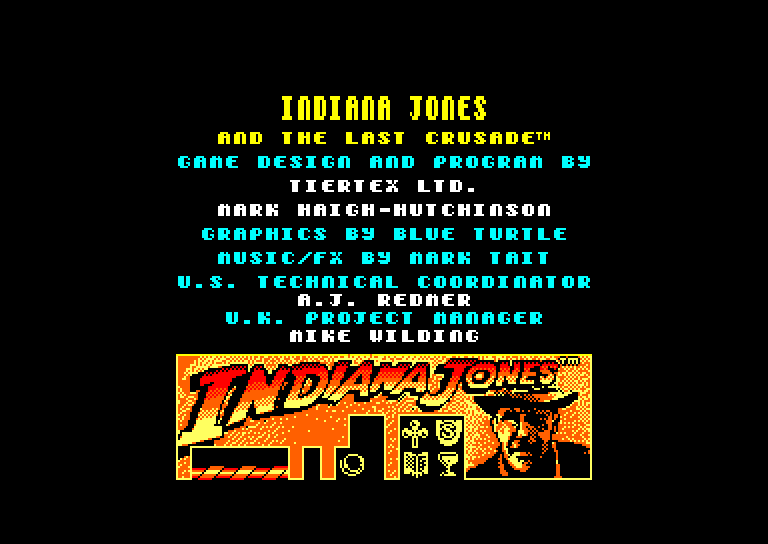 INDIANA JONES
AND THE LAST CRUSADE™
GAME DESIGN AND PROGRAM BY
TIERTEX LTD.
MARK HAIGH-HUTCHINSON
GRAPHICS BY BLUE TURTLE
MUSIC/FX BY MARK TAIT
U.S. TECHNICAL COORDINATOR
A.J. REDMER
U.K. PROJECT MANAGER
MIKE WILDING
INDIANA JONES™
S